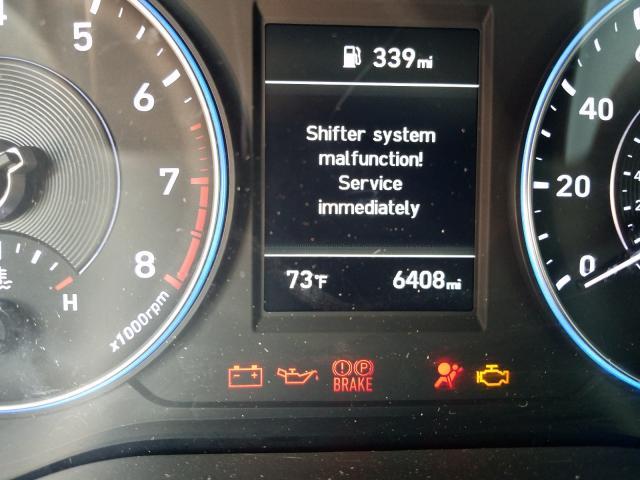 5
6
7
8
x1000rpm
H
339mi
Shifter system
malfunction!
Service
immediately
73°F
6408mi
40
20
0
P
BRAKE